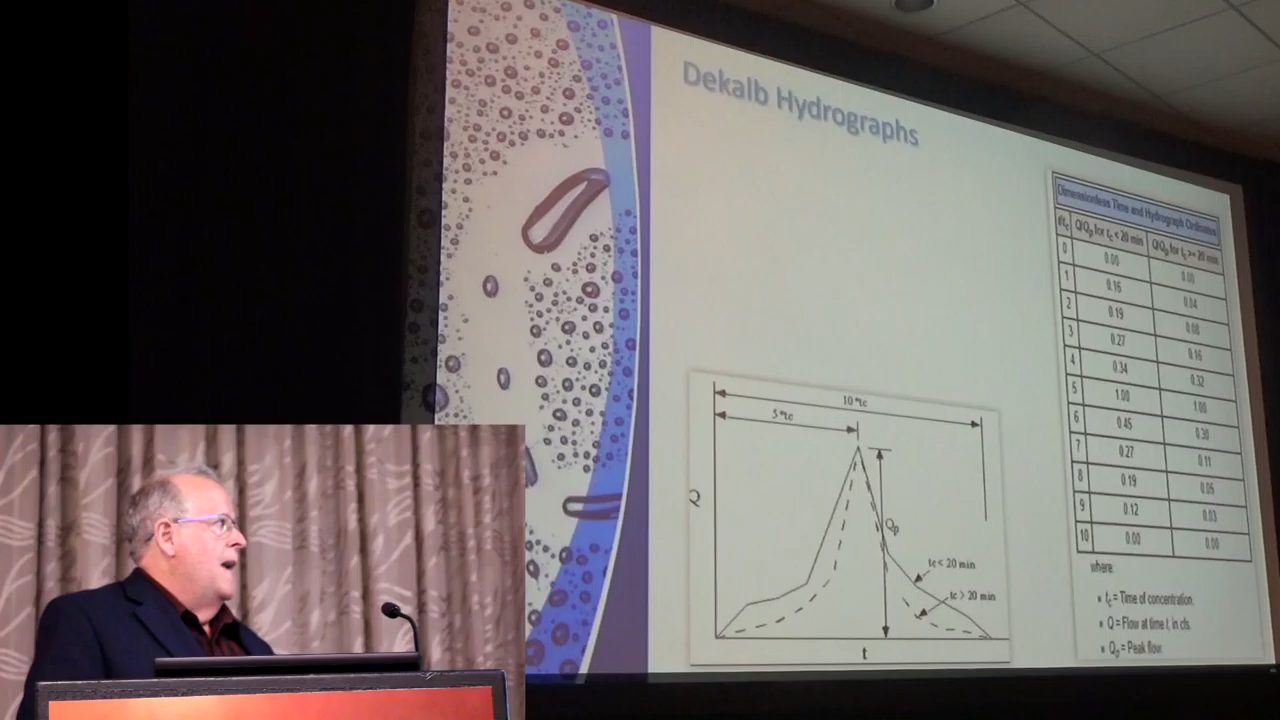 Dekalb Hydrographs
Dimensionless Time and Hydrograph Ordinates
t/tc Q/Qp for tc < 20 min Q/Qp for tc >= 20 min
0 0.00 0.00
1 0.16 0.04
2 0.19 0.08
3 0.27 0.16
4 0.34 0.32
5 1.00 1.00
6 0.45 0.30
7 0.27 0.11
8 0.19 0.05
9 0.12 0.03
10 0.00 0.00
where:
▪ tc = Time of concentration.
▪ Q = Flow at time t, in cfs.
▪ Qp = Peak flow.
10 *tc
5 *tc
Q
Qp
tc < 20 min
tc > 20 min
t